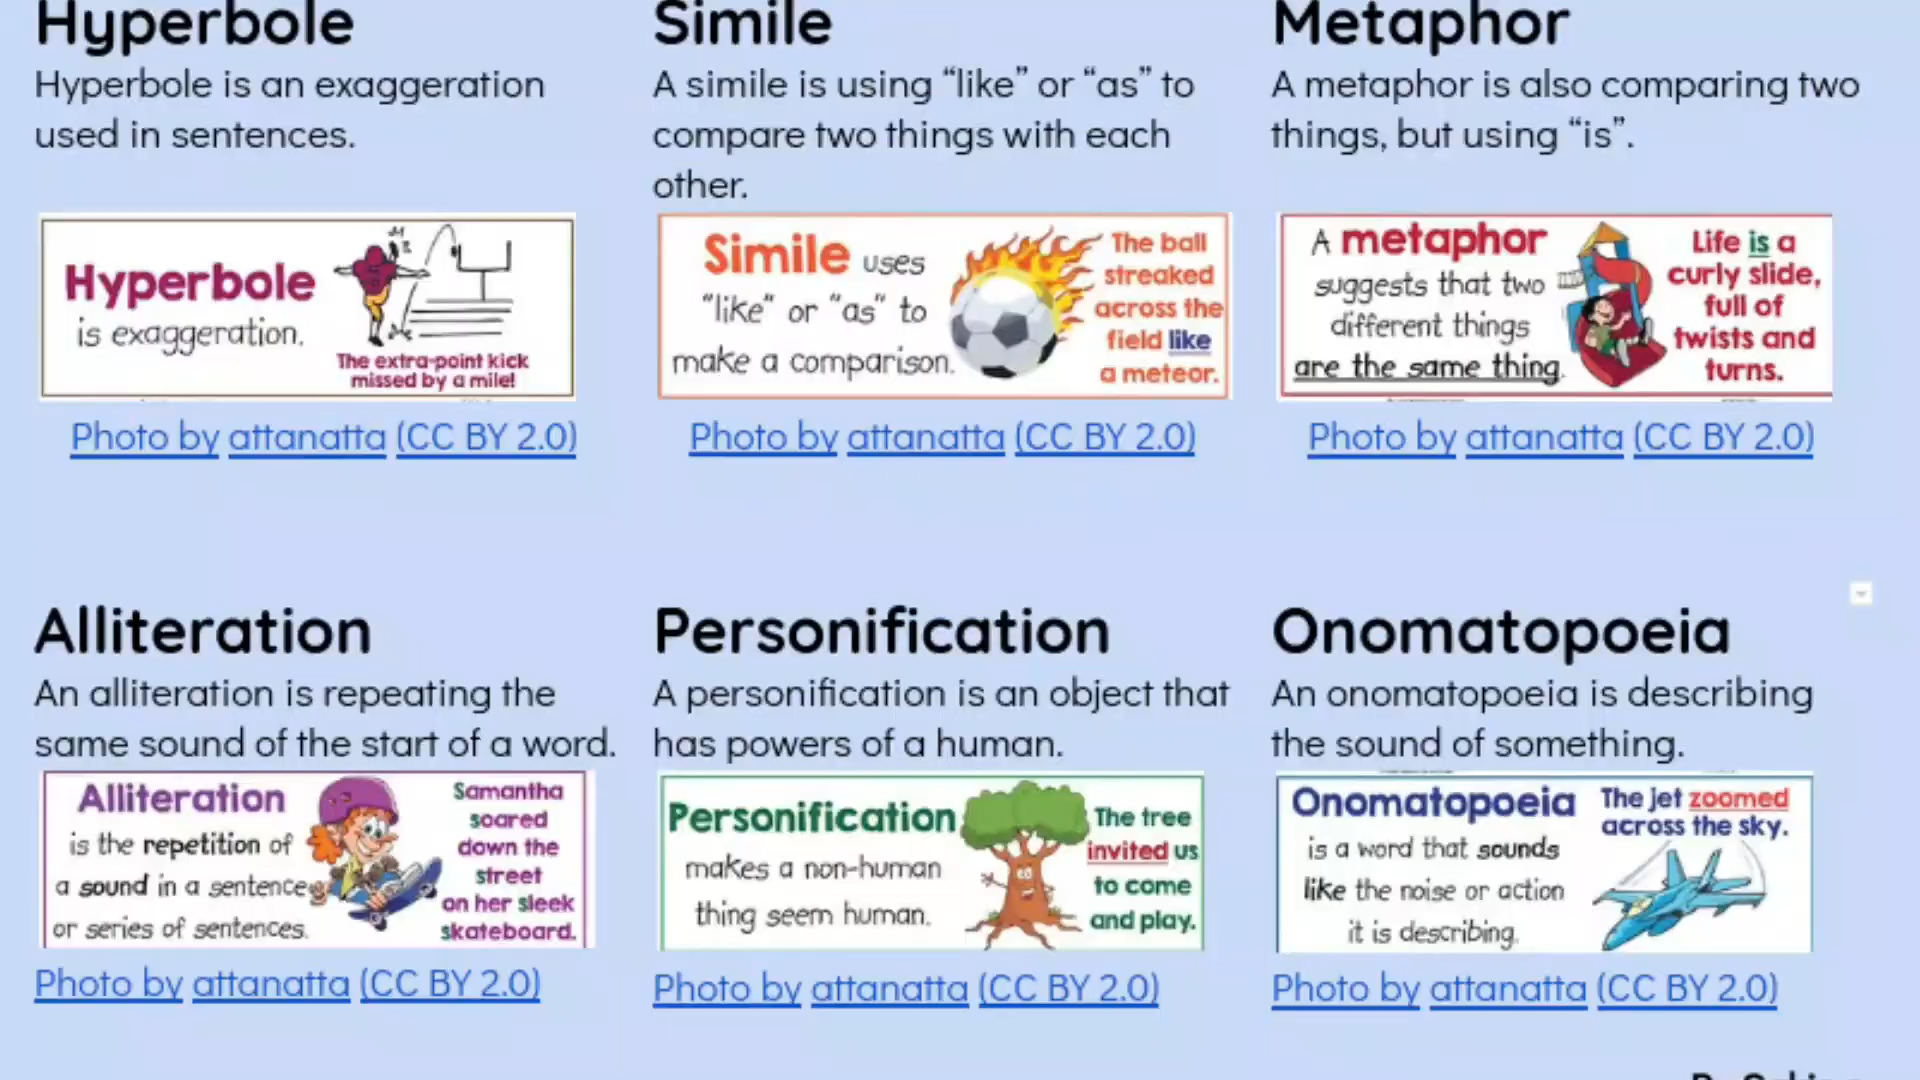 Hyperbole
Hyperbole is an exaggeration
used in sentences.
Hyperbole
is exaggeration.
The extra-point kick
missed by a mile!
Photo by attanatta (CC BY 2.0)
Simile
A simile is using “like” or “as” to
compare two things with each
other.
Simile uses
“like” or “as” to
make a comparison.
The ball
streaked
across the
field like
a meteor.
Photo by attanatta (CC BY 2.0)
Metaphor
A metaphor is also comparing two
things, but using “is”.
A metaphor
suggests that two
different things
are the same thing.
Life is a
curly slide,
full of
twists and
turns.
Photo by attanatta (CC BY 2.0)
Alliteration
An alliteration is repeating the
same sound of the start of a word.
Alliteration
is the repetition of
a sound in a sentence
or series of sentences.
Samantha
soared
down the
street
on her sleek
skateboard.
Photo by attanatta (CC BY 2.0)
Personification
A personification is an object that
has powers of a human.
Personification
makes a non-human
thing seem human.
The tree
invited us
to come
and play.
Photo by attanatta (CC BY 2.0)
Onomatopoeia
An onomatopoeia is describing
the sound of something.
Onomatopoeia
is a word that sounds
like the noise or action
it is describing.
The jet zoomed
across the sky.
Photo by attanatta (CC BY 2.0)